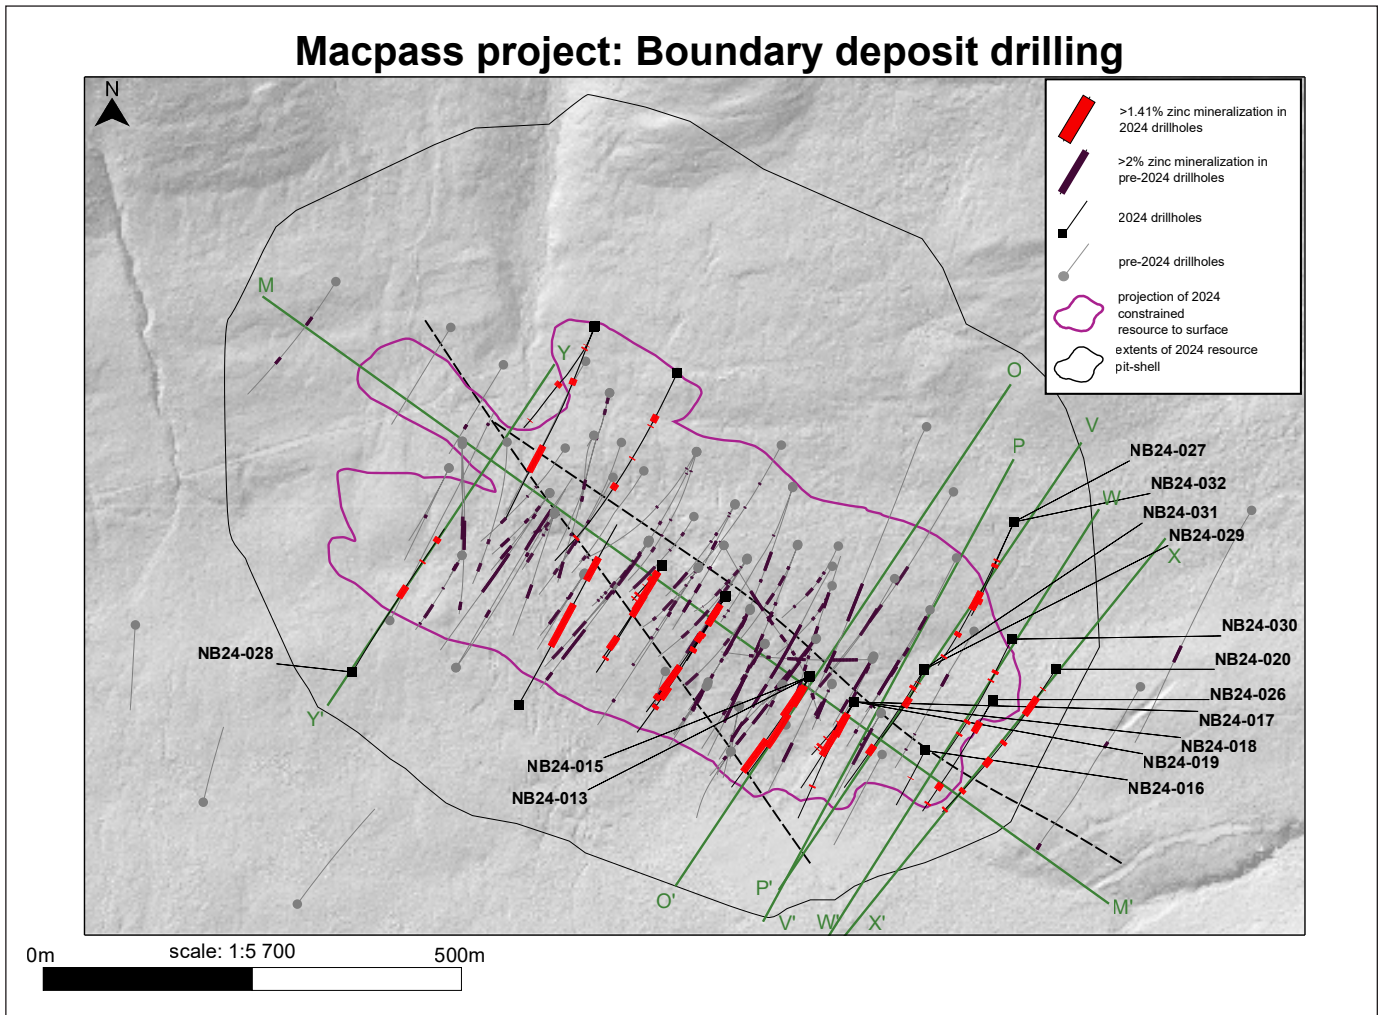 Macpass project: Boundary deposit drilling
N
>1.41% zinc mineralization in
2024 drillholes
>2% zinc mineralization in
pre-2024 drillholes
2024 drillholes
pre-2024 drillholes
projection of 2024
constrained
resource to surface
extents of 2024 resource
pit-shell
M
Y
O
P
V
W
X
NB24-027
NB24-032
NB24-031
NB24-029
NB24-030
NB24-020
NB24-026
NB24-017
NB24-018
NB24-019
NB24-016
NB24-028
NB24-015
NB24-013
Y'
O'
P'
V'
W'
X'
M'
0m
scale: 1:5 700
500m